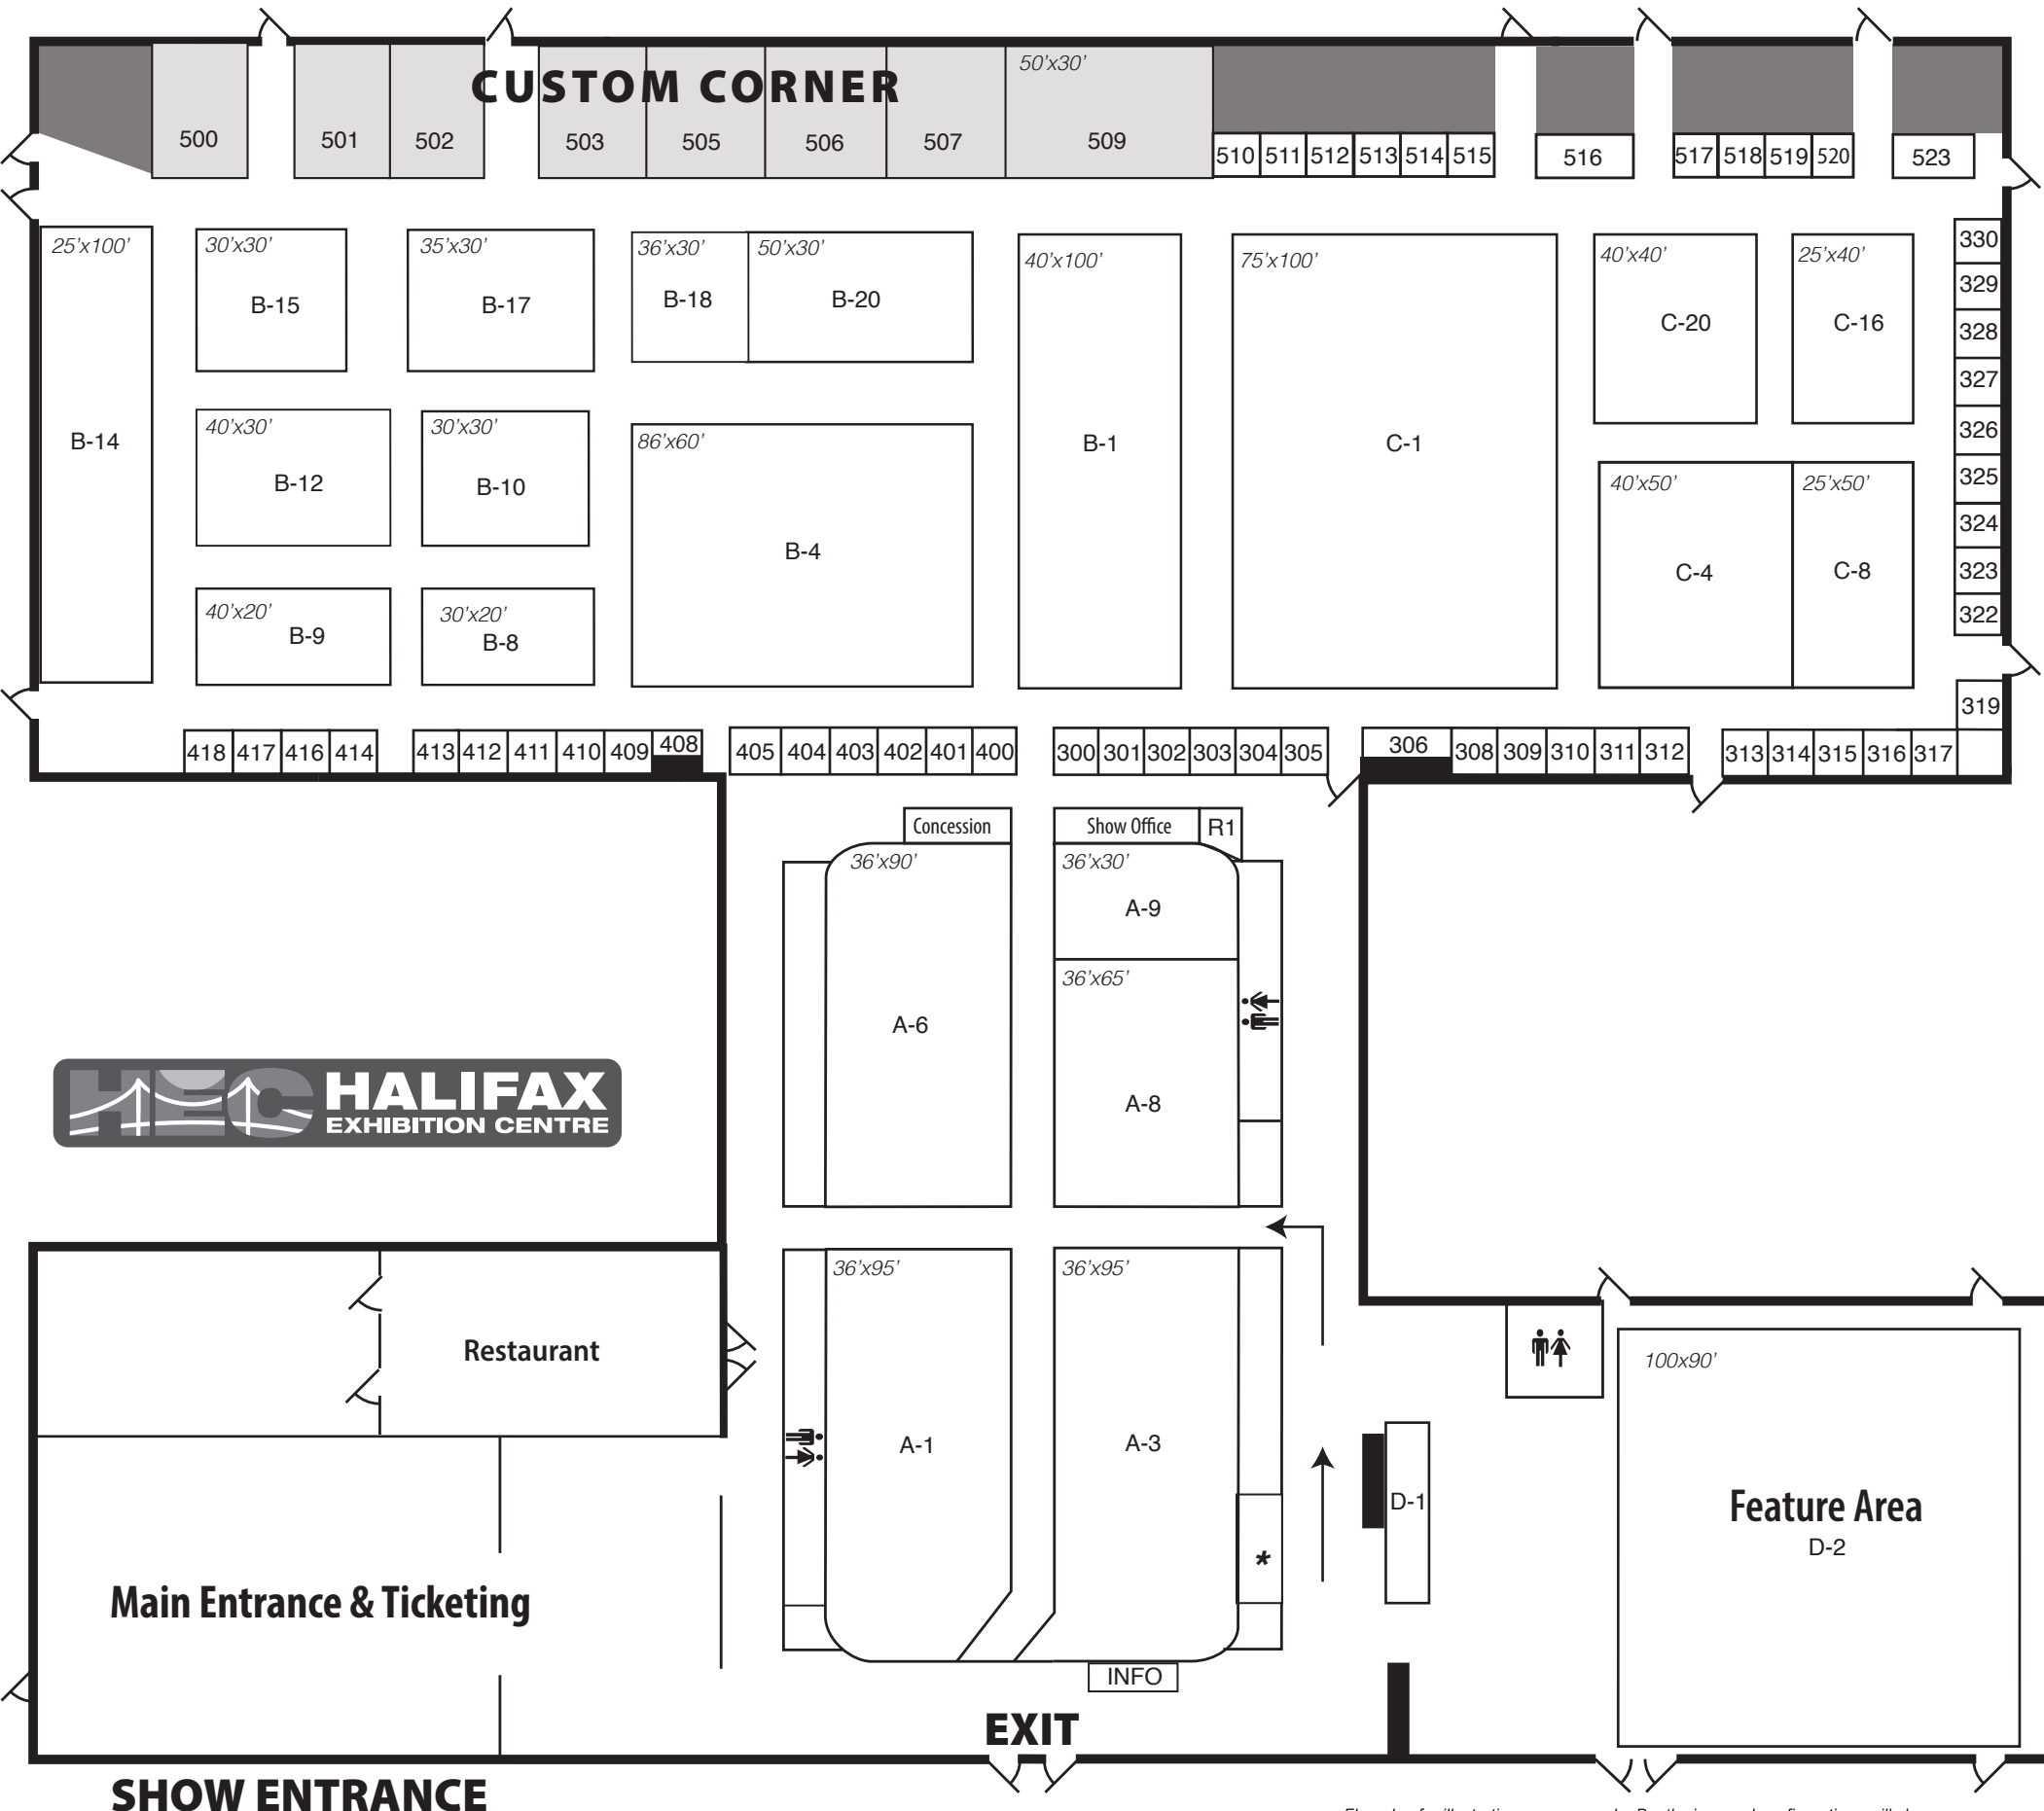 CUSTOM CORNER
50'x30'
500
501
502
503
505
506
507
509
510 511 512 513 514 515
516
517 518 519 520
523
25'x100'
B-14
30'x30'
B-15
35'x30'
B-17
36'x30'
B-18
50'x30'
B-20
40'x100'
B-1
75'x100'
C-1
40'x40'
C-20
25'x40'
C-16
330
329
328
327
326
325
324
323
322
319
40'x30'
B-12
30'x30'
B-10
86'x60'
B-4
40'x50'
C-4
25'x50'
C-8
40'x20'
B-9
30'x20'
B-8
418 417 416 414
413 412 411 410 409 408
405 404 403 402 401 400
300 301 302 303 304 305
306 308 309 310 311 312
313 314 315 316 317
Concession
Show Office
R1
36'x90'
A-6
36'x30'
A-9
36'x65'
A-8
HEC HALIFAX
EXHIBITION CENTRE
Restaurant
36'x95'
A-1
36'x95'
A-3
*
D-1
100x90'
Feature Area
D-2
Main Entrance & Ticketing
INFO
EXIT
SHOW ENTRANCE